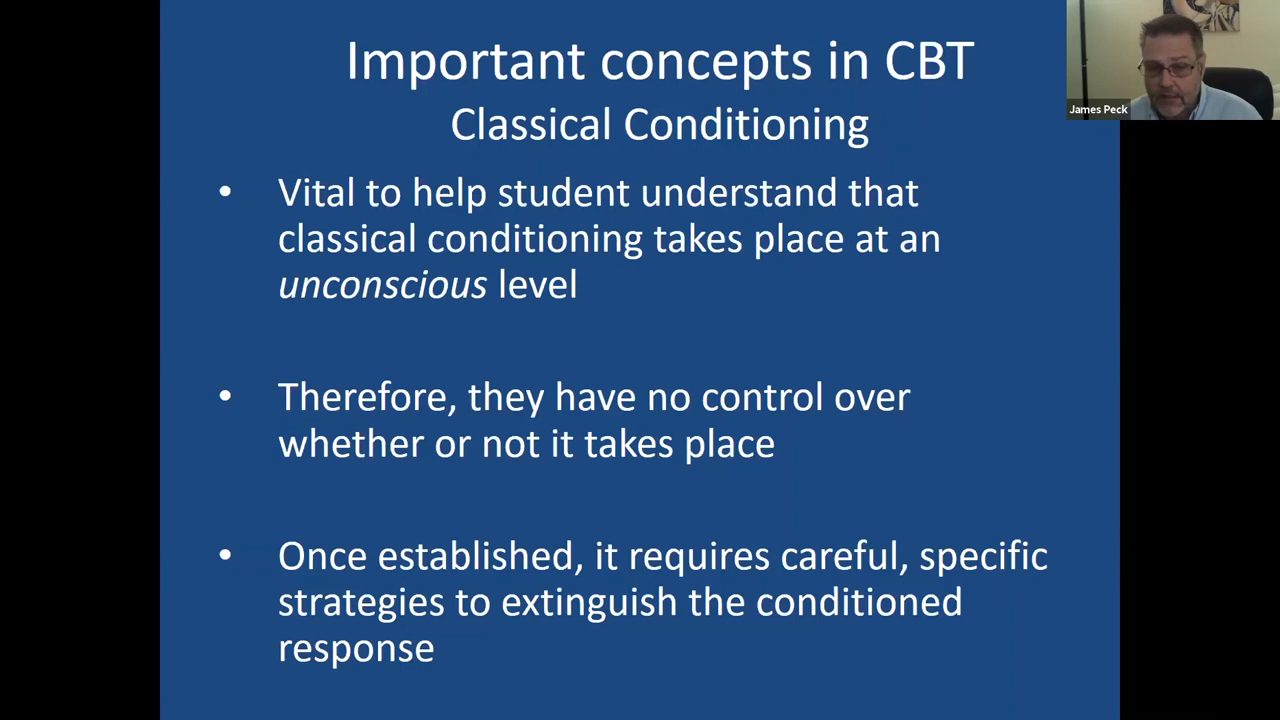 Important concepts in CBT
Classical Conditioning
James Peck
• Vital to help student understand that
classical conditioning takes place at an
unconscious level
• Therefore, they have no control over
whether or not it takes place
• Once established, it requires careful, specific
strategies to extinguish the conditioned
response